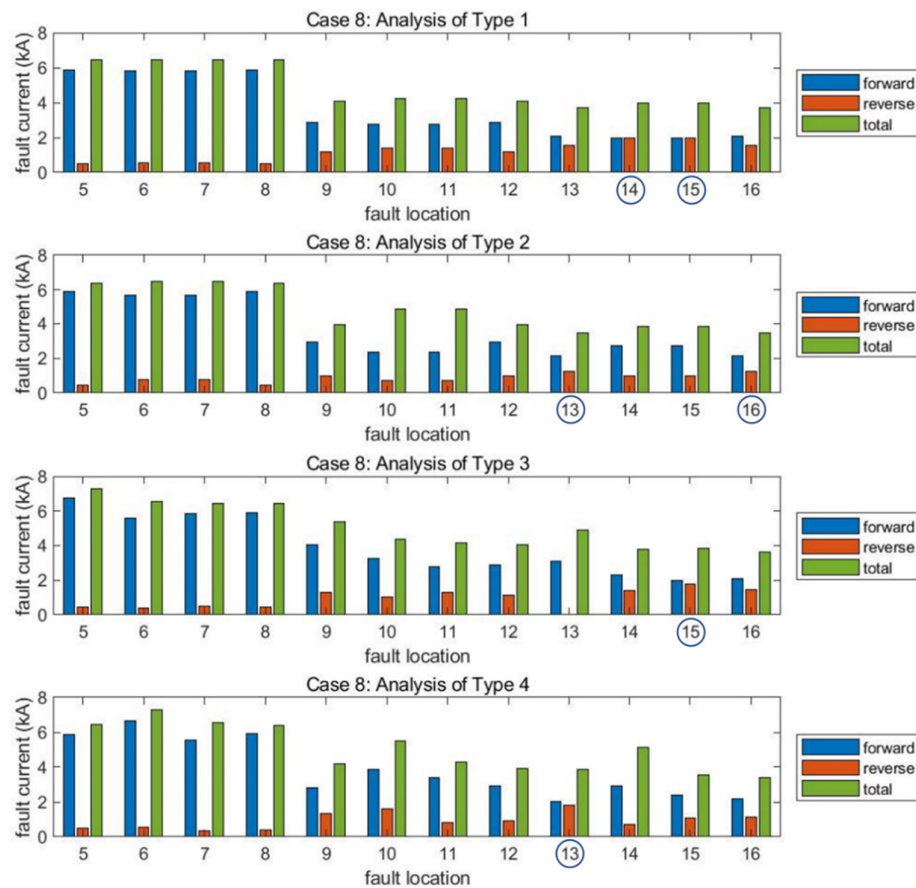 Case 8: Analysis of Type 1
fault current (kA)
8
6
4
2
0
5 6 7 8 9 10 11 12 13 14 15 16
fault location
forward
reverse
total
Case 8: Analysis of Type 2
fault current (kA)
8
6
4
2
0
5 6 7 8 9 10 11 12 13 14 15 16
fault location
forward
reverse
total
Case 8: Analysis of Type 3
fault current (kA)
8
6
4
2
0
5 6 7 8 9 10 11 12 13 14 15 16
fault location
forward
reverse
total
Case 8: Analysis of Type 4
fault current (kA)
8
6
4
2
0
5 6 7 8 9 10 11 12 13 14 15 16
fault location
forward
reverse
total